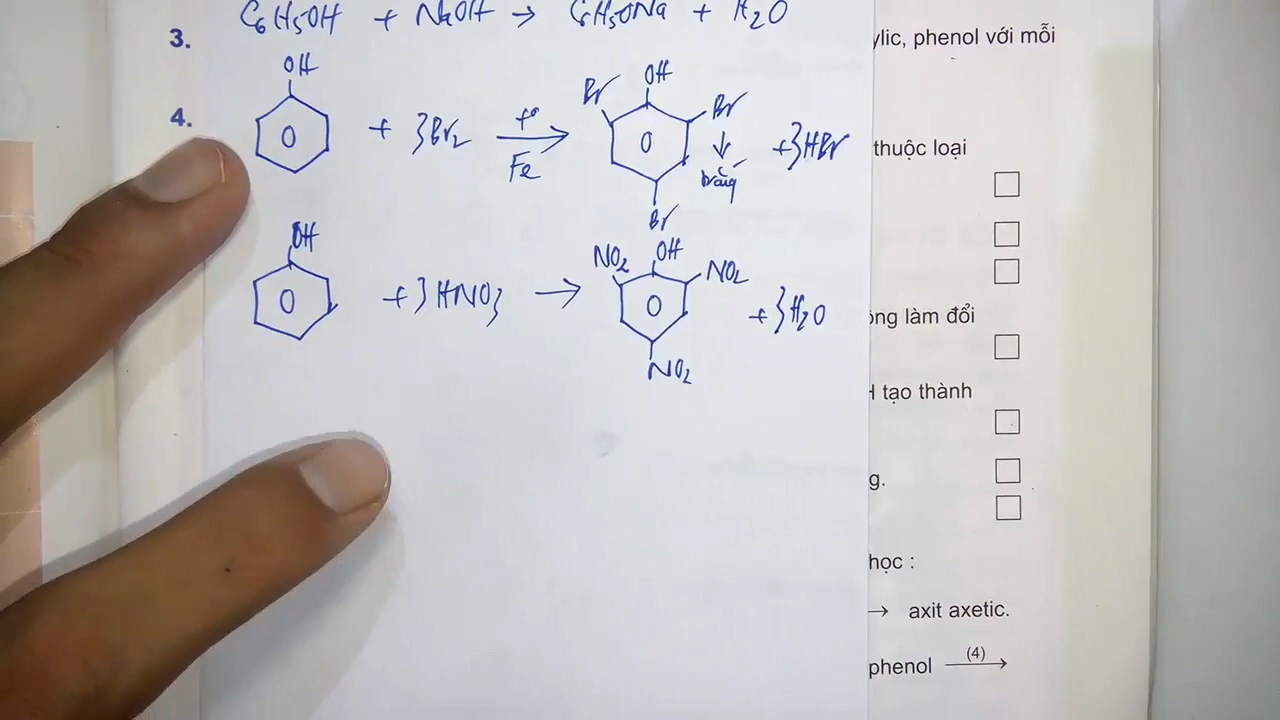 C6H5OH + NaOH → C6H5ONa + H2O
3.
ylic, phenol với mỗi
OH
OH
Br
Br
4.
+ 3Br2
t°
Fe
→
↓
trắng
+3HBr
Br
thuộc loại
OH
NO2
OH
NO2
+3HNO3 →
+3H2O
NO2
ông làm đổi
H tạo thành
g.
học :
→ axit axetic.
phenol (4) →